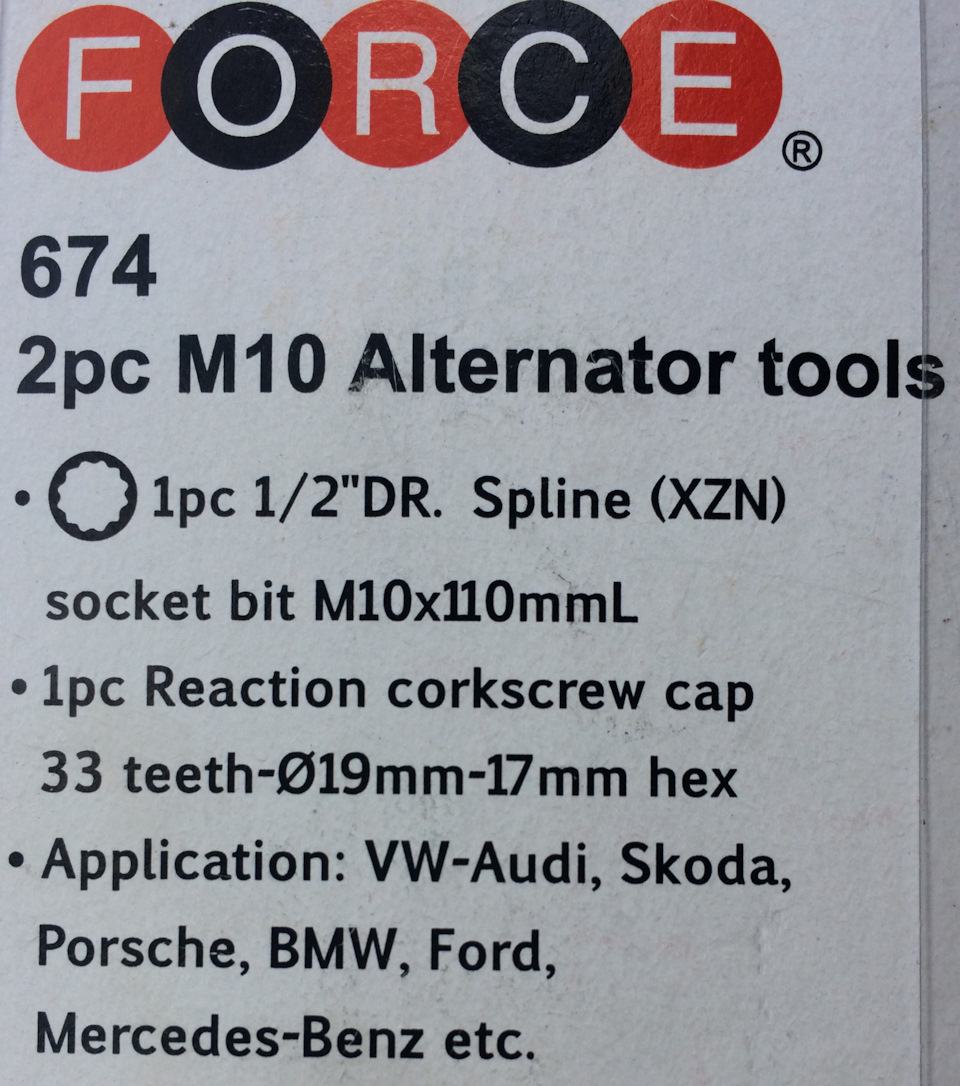 FORCE®
674
2pc M10 Alternator tools
• 1pc 1/2"DR. Spline (XZN)
socket bit M10x110mmL
• 1pc Reaction corkscrew cap
33 teeth-Ø19mm-17mm hex
• Application: VW-Audi, Skoda,
Porsche, BMW, Ford,
Mercedes-Benz etc.